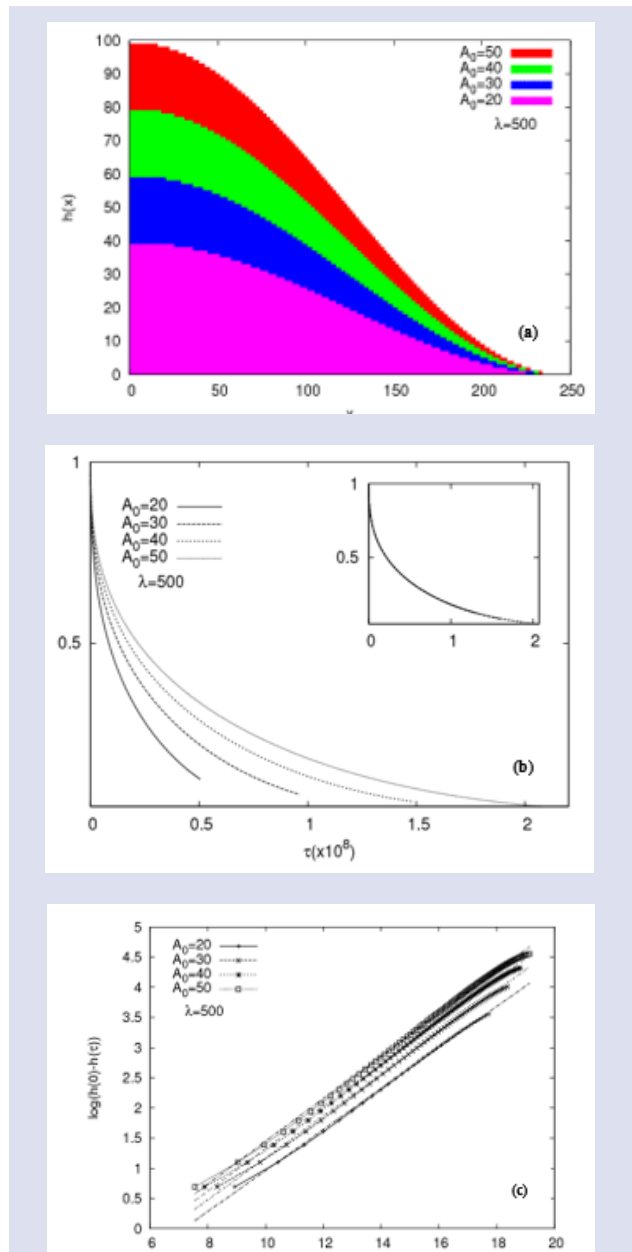 100
90
80
70
60
50
40
30
20
10
0
h(x)
A₀=50
A₀=40
A₀=30
A₀=20
λ=500
(a)
0 50 100 150 200 250
1
0.5
A₀=20
A₀=30
A₀=40
A₀=50
λ=500
1
0.5
0 1 2
(b)
0 0.5 1 1.5 2
τ(x10⁸)
5
4.5
4
3.5
3
2.5
2
1.5
1
0.5
0
log(h(0)-h(τ))
A₀=20
A₀=30
A₀=40
A₀=50
λ=500
(c)
6 8 10 12 14 16 18 20